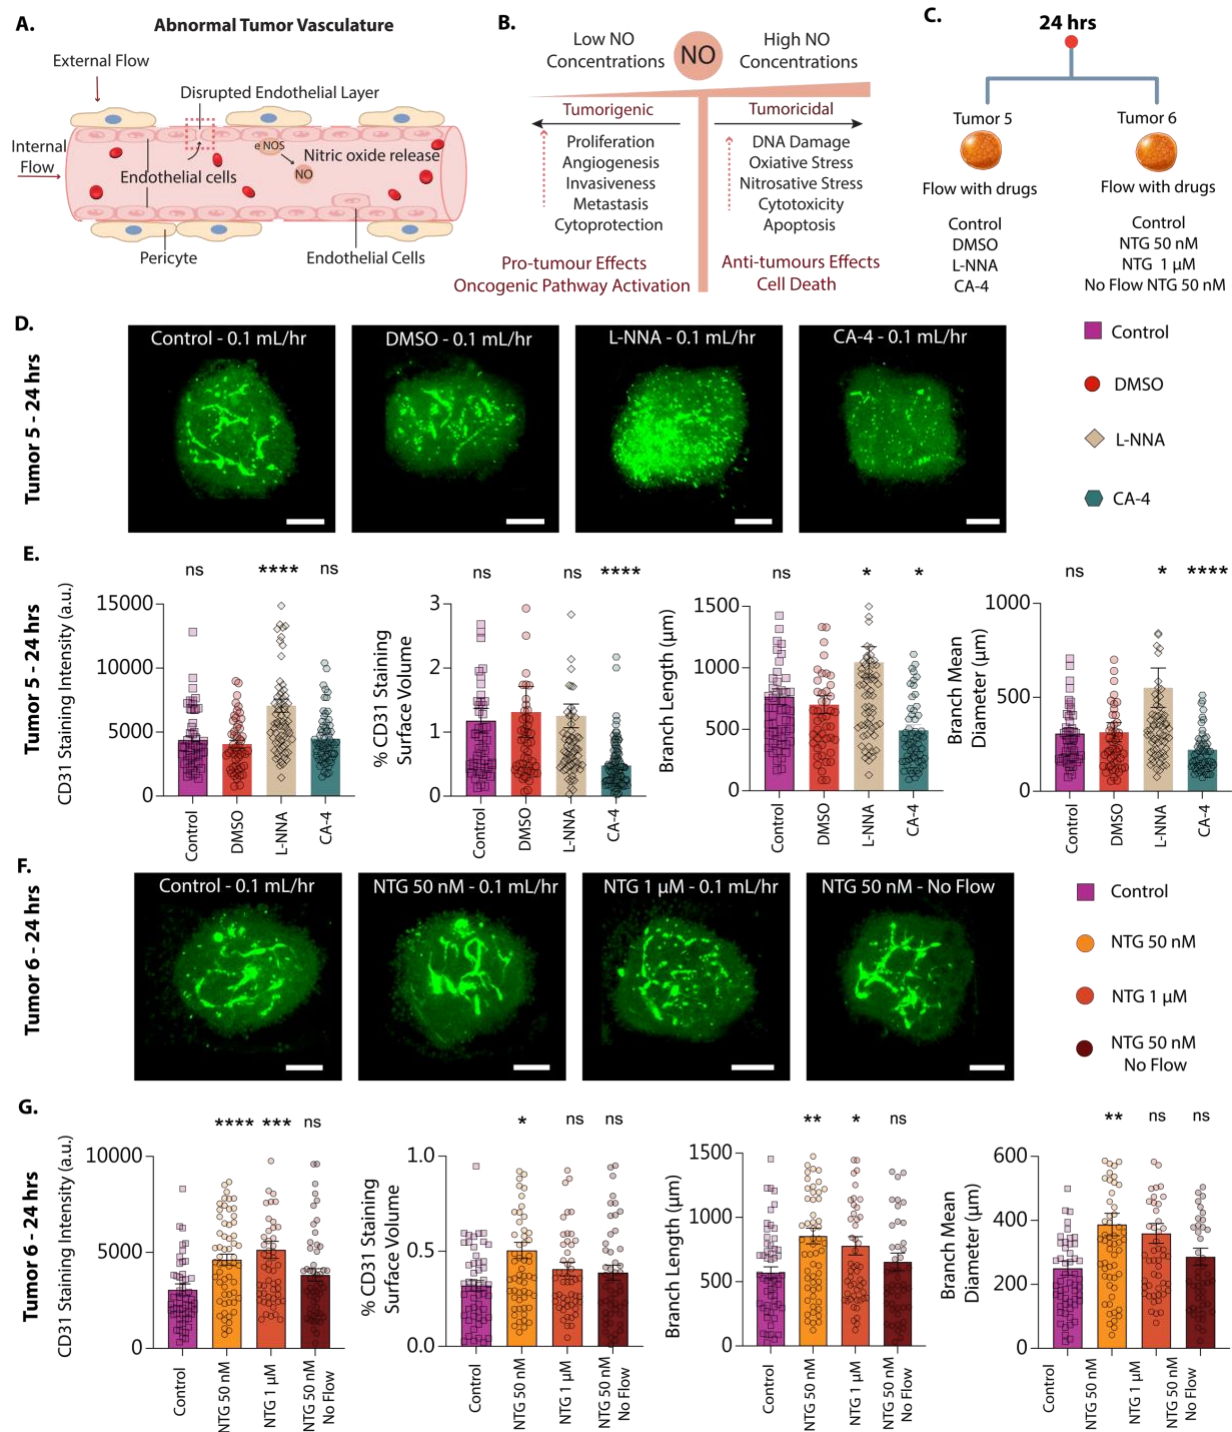 A.
Abnormal Tumor Vasculature
External Flow
Disrupted Endothelial Layer
Internal
Flow
e NOS
Nitric oxide release
NO
Endothelial cells
Pericyte
Endothelial Cells
B.
Low NO
Concentrations
NO
High NO
Concentrations
Tumorigenic
Tumoricidal
Proliferation
Angiogenesis
Invasiveness
Metastasis
Cytoprotection
DNA Damage
Oxiative Stress
Nitrosative Stress
Cytotoxicity
Apoptosis
Pro-tumour Effects
Oncogenic Pathway Activation
Anti-tumours Effects
Cell Death
C.
24 hrs
Tumor 5
Flow with drugs
Control
DMSO
L-NNA
CA-4
Tumor 6
Flow with drugs
Control
NTG 50 nM
NTG 1 µM
No Flow NTG 50 nM
D.
Tumor 5 - 24 hrs
Control - 0.1 mL/hr
DMSO - 0.1 mL/hr
L-NNA - 0.1 mL/hr
CA-4 - 0.1 mL/hr
Control
DMSO
L-NNA
CA-4
E.
Tumor 5 - 24 hrs
CD31 Staining Intensity (a.u.)
ns
****
ns
15000
10000
5000
0
Control
DMSO
L-NNA
CA-4
% CD31 Staining
Surface Volume
ns
ns
****
3
2
1
0
Control
DMSO
L-NNA
CA-4
Branch Length (µm)
ns
*
*
1500
1000
500
0
Control
DMSO
L-NNA
CA-4
Branch Mean
Diameter (µm)
ns
*
****
1000
500
0
Control
DMSO
L-NNA
CA-4
F.
Tumor 6 - 24 hrs
Control - 0.1 mL/hr
NTG 50 nM - 0.1 mL/hr
NTG 1 µM - 0.1 mL/hr
NTG 50 nM - No Flow
Control
NTG 50 nM
NTG 1 µM
NTG 50 nM
No Flow
G.
Tumor 6 - 24 hrs
CD31 Staining Intensity (a.u.)
****
***
ns
10000
5000
0
Control
NTG 50 nM
NTG 1 µM
NTG 50 nM
No Flow
% CD31 Staining
Surface Volume
*
ns
ns
1.0
0.5
0.0
Control
NTG 50 nM
NTG 1 µM
NTG 50 nM
No Flow
Branch Length (µm)
**
*
ns
1500
1000
500
0
Control
NTG 50 nM
NTG 1 µM
NTG 50 nM
No Flow
Branch Mean
Diameter (µm)
**
ns
ns
600
400
200
0
Control
NTG 50 nM
NTG 1 µM
NTG 50 nM
No Flow